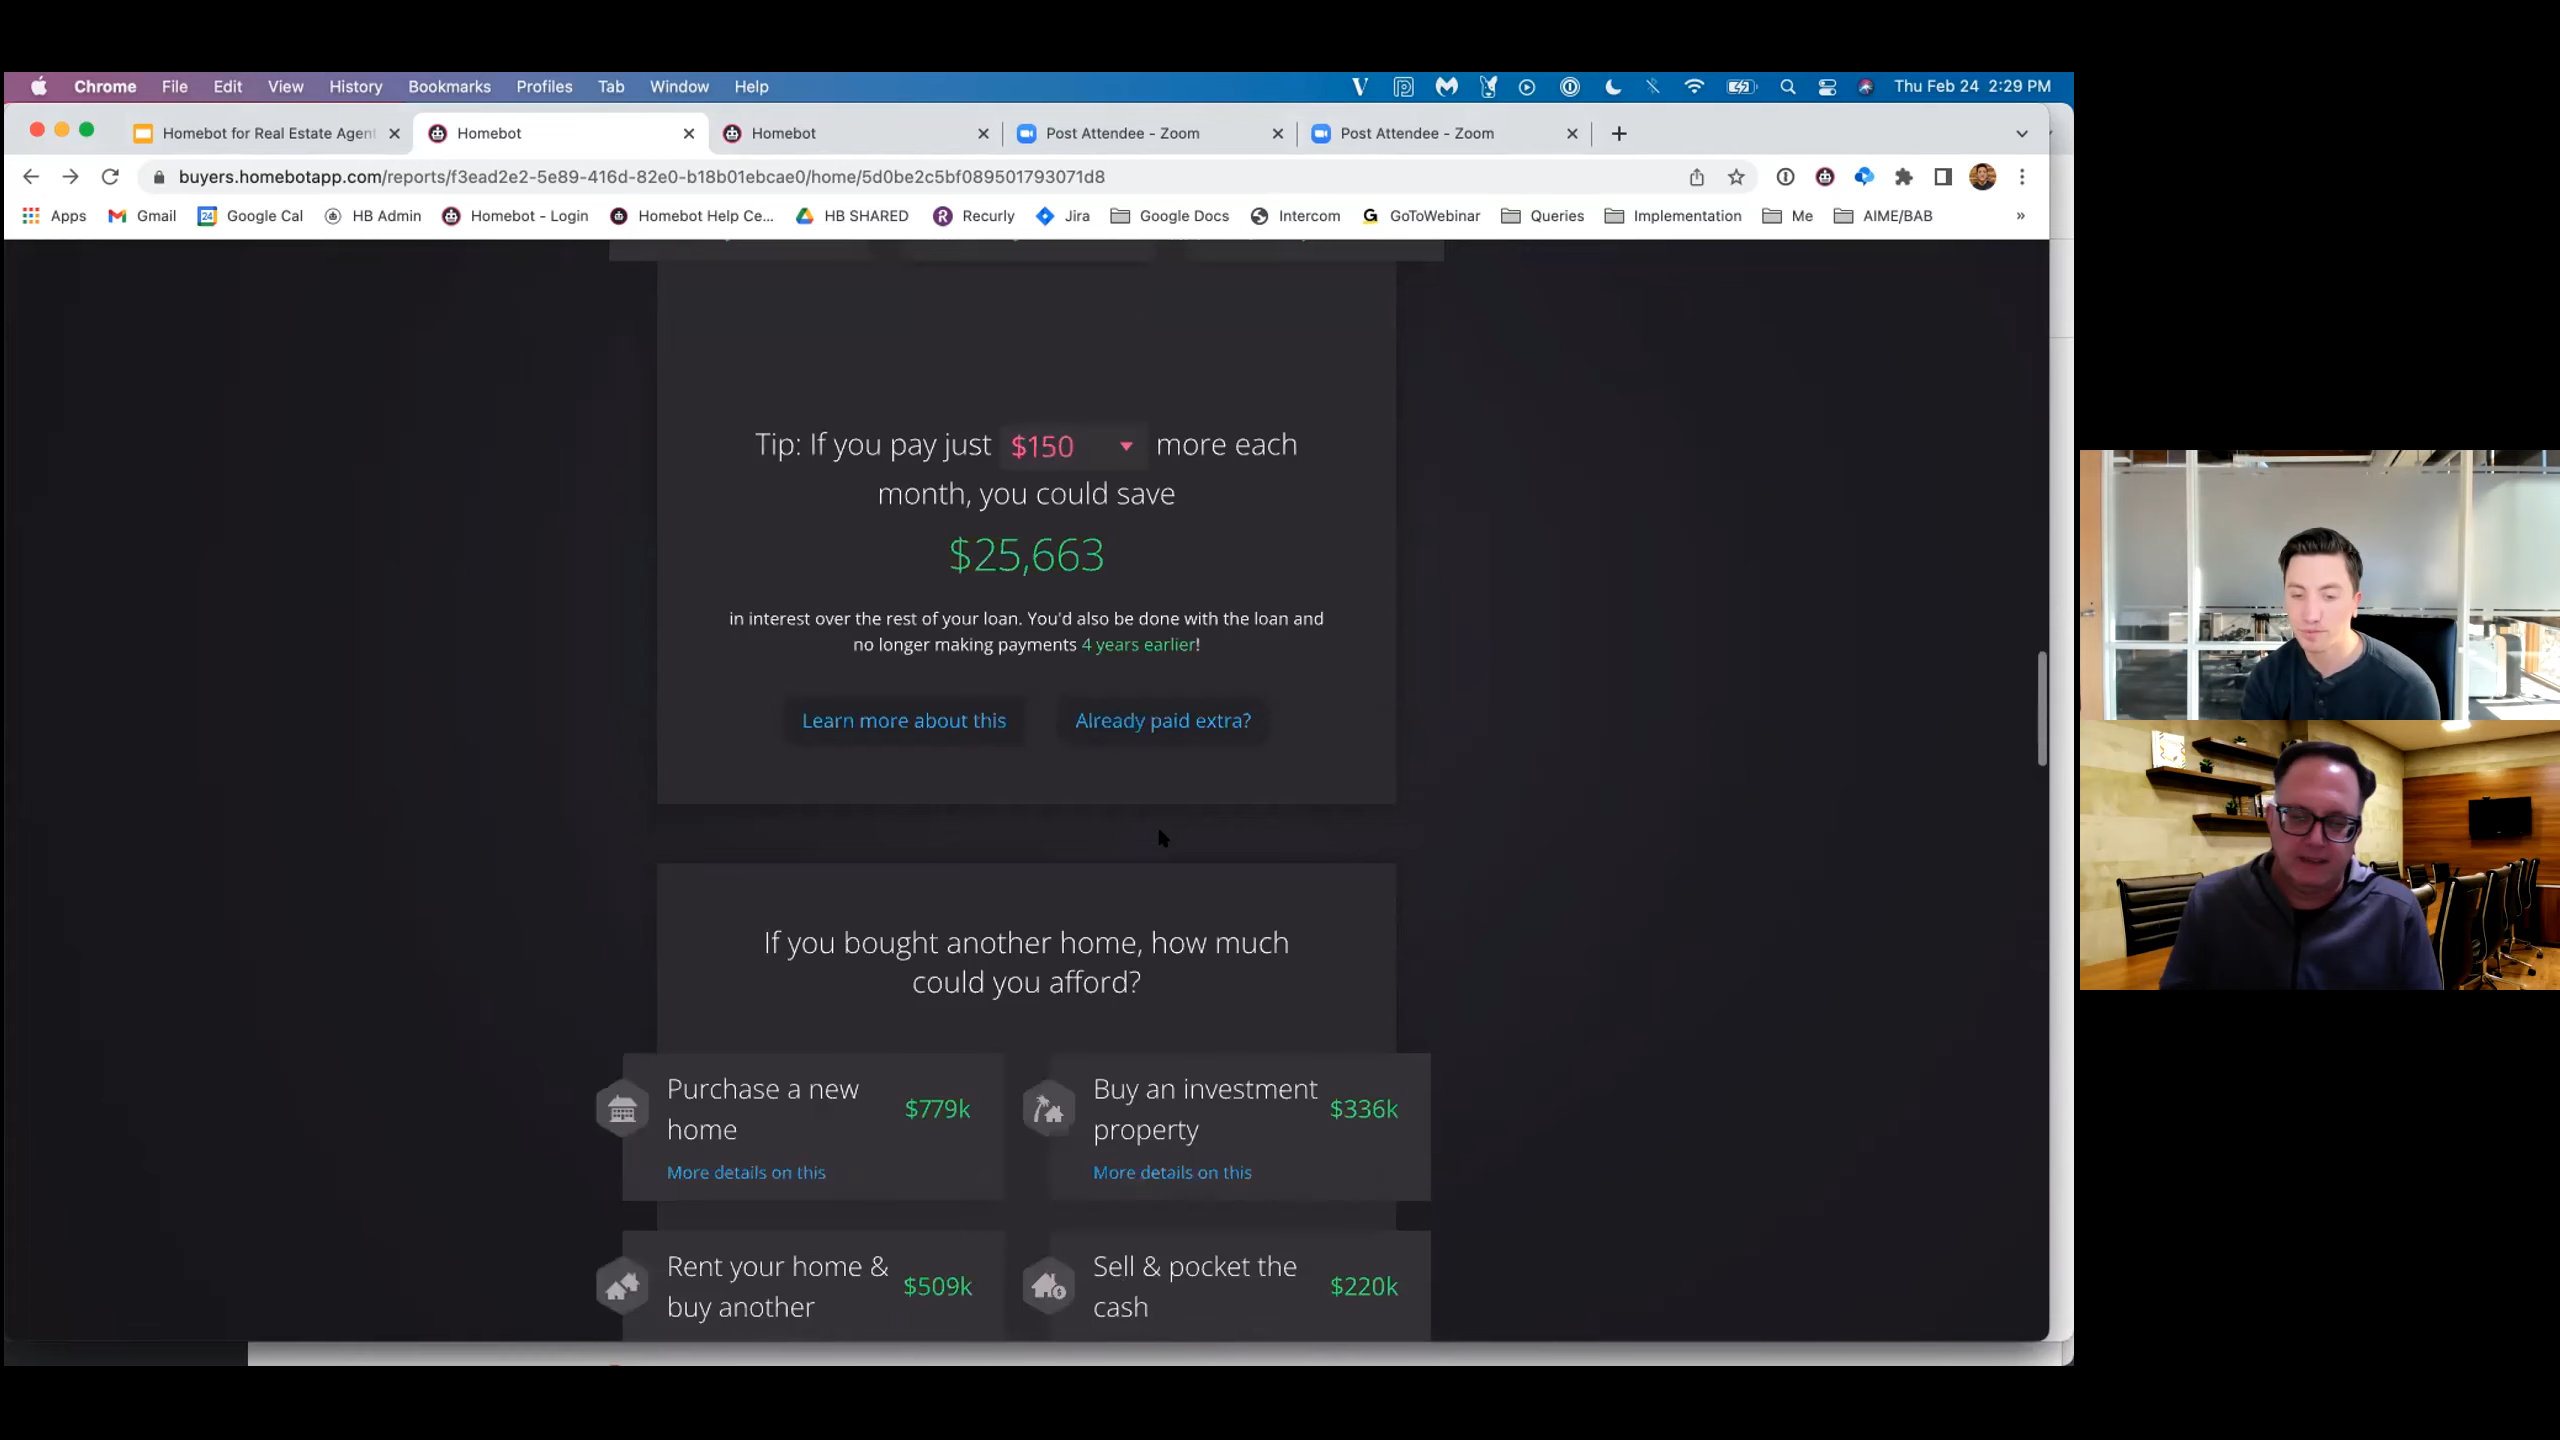 Chrome File Edit View History Bookmarks Profiles Tab Window Help Thu Feb 24 2:29 PM
Homebot for Real Estate Agent Homebot Homebot Post Attendee - Zoom Post Attendee - Zoom
buyers.homebotapp.com/reports/f3ead2e2-5e89-416d-82e0-b18b01ebcae0/home/5d0be2c5bf089501793071d8
Apps Gmail Google Cal HB Admin Homebot - Login Homebot Help Ce... HB SHARED Recurly Jira Google Docs Intercom GoToWebinar Queries Implementation Me AIME/BAB »
Tip: If you pay just $150 more each
month, you could save
$25,663
in interest over the rest of your loan. You'd also be done with the loan and
no longer making payments 4 years earlier!
Learn more about this Already paid extra?
If you bought another home, how much
could you afford?
Purchase a new
home
$779k
More details on this
Buy an investment
property
$336k
More details on this
Rent your home &
buy another
$509k
Sell & pocket the
cash
$220k